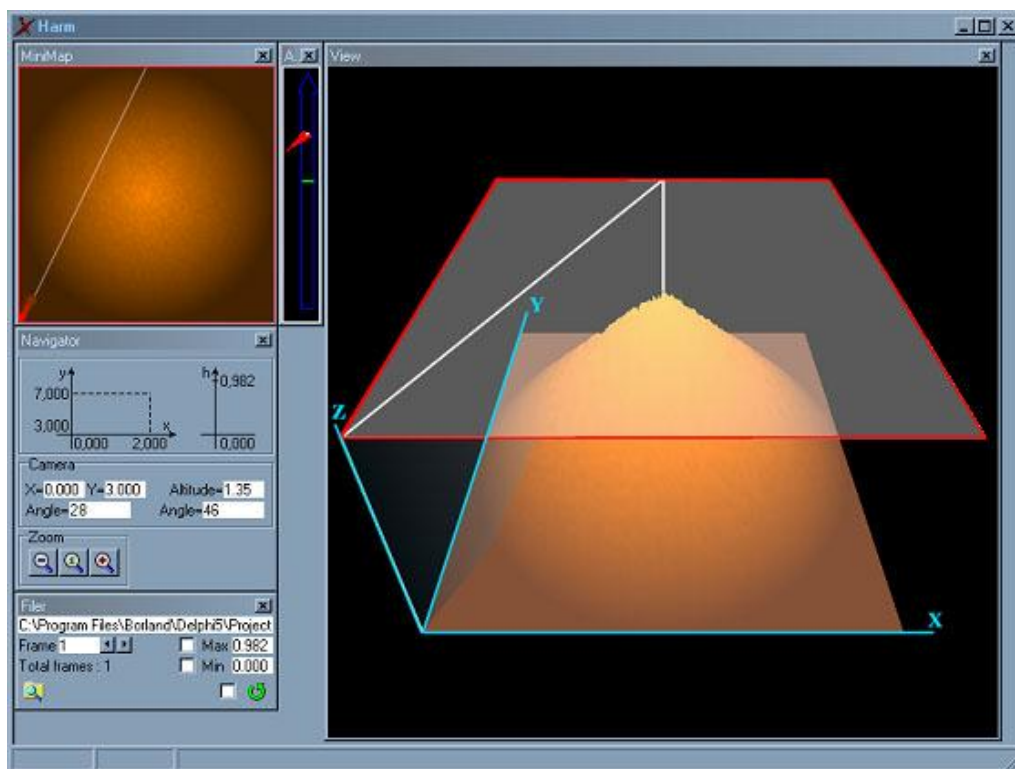 Harm
MiniMap
A.
View
Navigator
y
7,000
3,000
0,000 2,000
x
h
0,982
0,000
Camera
X=0.000 Y=3.000 Altitude=1.35
Angle=28 Angle=46
Zoom
Filer
C:\Program Files\Borland\Delphi5\Project
Frame 1 Max 0.982
Total frames : 1 Min 0.000
Y
Z
X